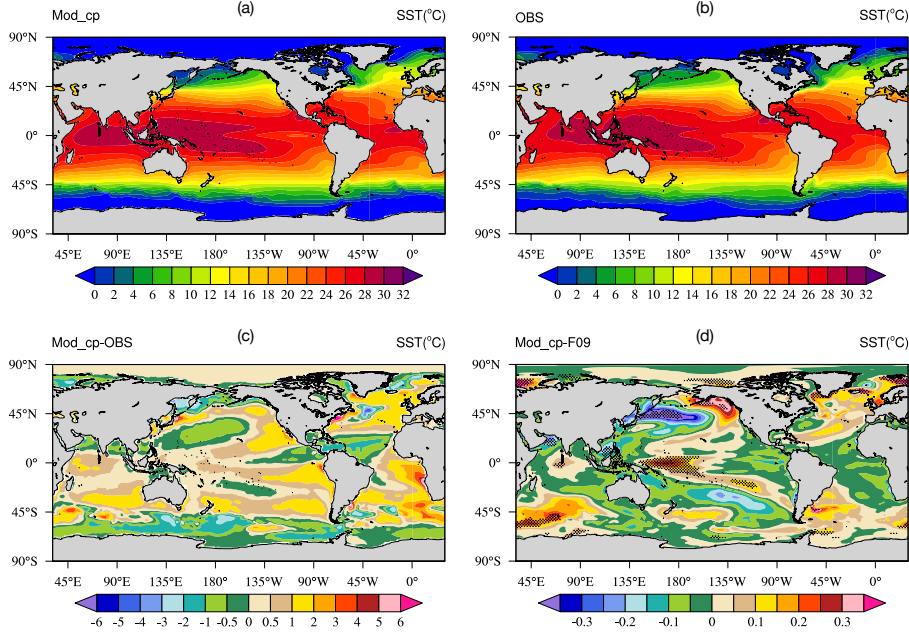 (a) (b)
Mod_cp SST(°C) OBS SST(°C)
90°N 90°N
45°N 45°N
0° 0°
45°S 45°S
90°S 90°S
45°E 90°E 135°E 180° 135°W 90°W 45°W 0° 45°E 90°E 135°E 180° 135°W 90°W 45°W 0°
0 2 4 6 8 10 12 14 16 18 20 22 24 26 28 30 32 0 2 4 6 8 10 12 14 16 18 20 22 24 26 28 30 32
(c) (d)
Mod_cp-OBS SST(°C) Mod_cp-F09 SST(°C)
90°N 90°N
45°N 45°N
0° 0°
45°S 45°S
90°S 90°S
45°E 90°E 135°E 180° 135°W 90°W 45°W 0° 45°E 90°E 135°E 180° 135°W 90°W 45°W 0°
-6 -5 -4 -3 -2 -1 -0.5 0 0.5 1 2 3 4 5 6 -0.3 -0.2 -0.1 0 0.1 0.2 0.3